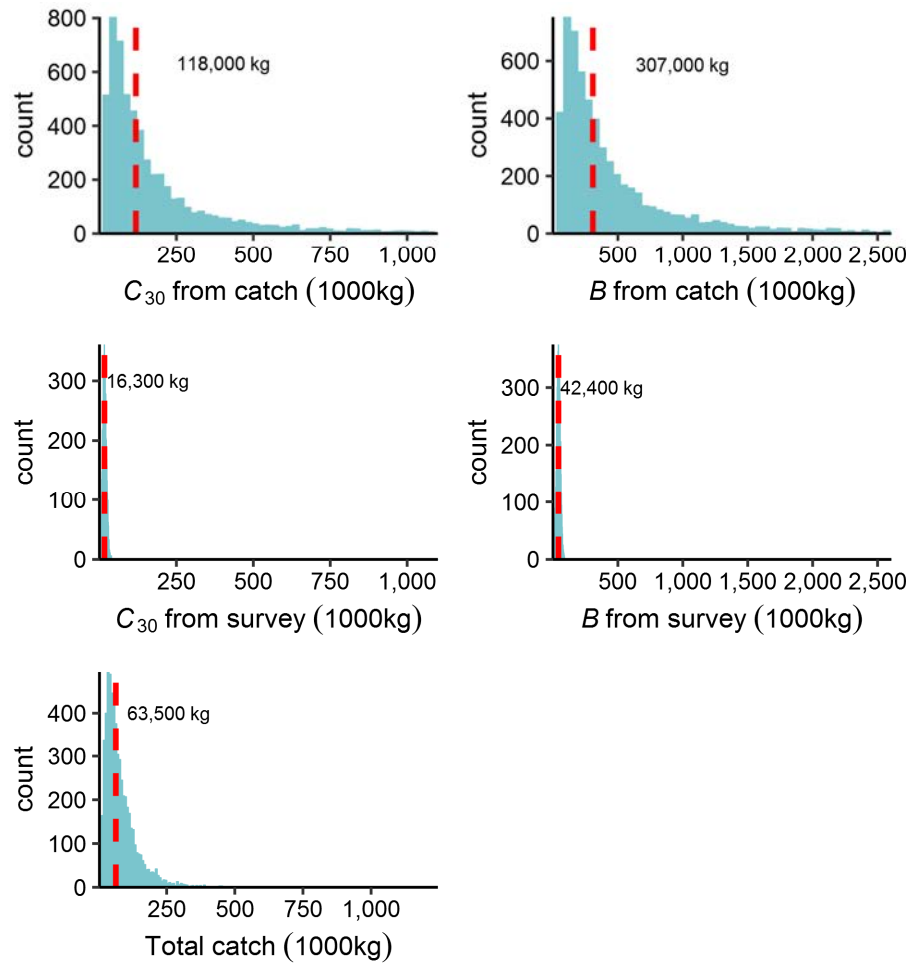 800
600
400
200
0
count
118,000 kg
250 500 750 1,000
C30 from catch (1000kg)
600
400
200
0
count
307,000 kg
500 1,000 1,500 2,000 2,500
B from catch (1000kg)
300
200
100
0
count
16,300 kg
250 500 750 1,000
C30 from survey (1000kg)
300
200
100
0
count
42,400 kg
500 1,000 1,500 2,000 2,500
B from survey (1000kg)
400
300
200
100
0
count
63,500 kg
250 500 750 1,000
Total catch (1000kg)